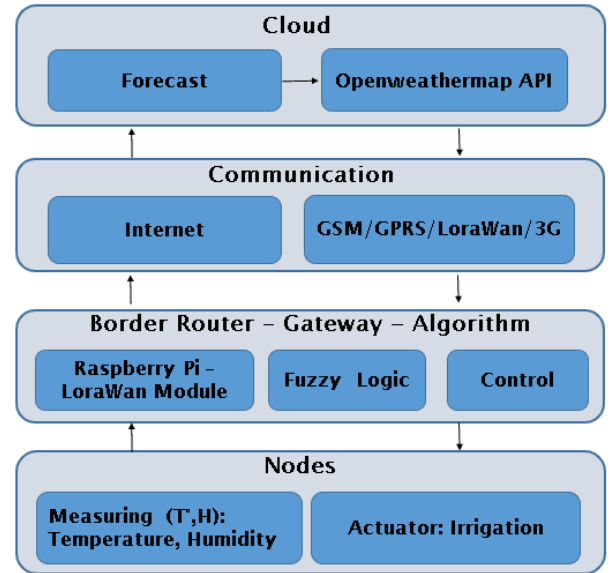 Cloud
Forecast
Openweathermap API
Communication
Internet
GSM/GPRS/LoraWan/3G
Border Router – Gateway – Algorithm
Raspberry Pi –
LoraWan Module
Fuzzy Logic
Control
Nodes
Measuring (T',H):
Temperature, Humidity
Actuator: Irrigation